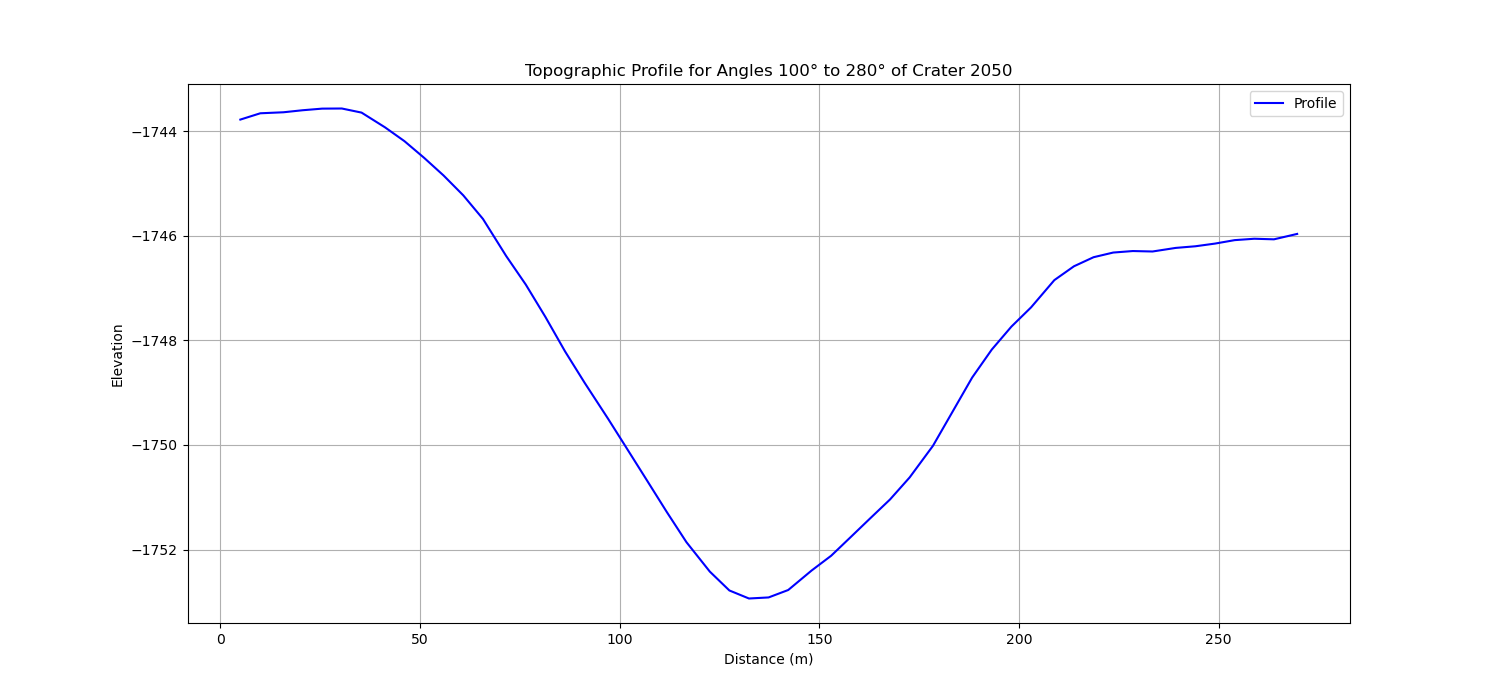 Topographic Profile for Angles 100° to 280° of Crater 2050
Profile
Elevation
−1744
−1746
−1748
−1750
−1752
0 50 100 150 200 250
Distance (m)